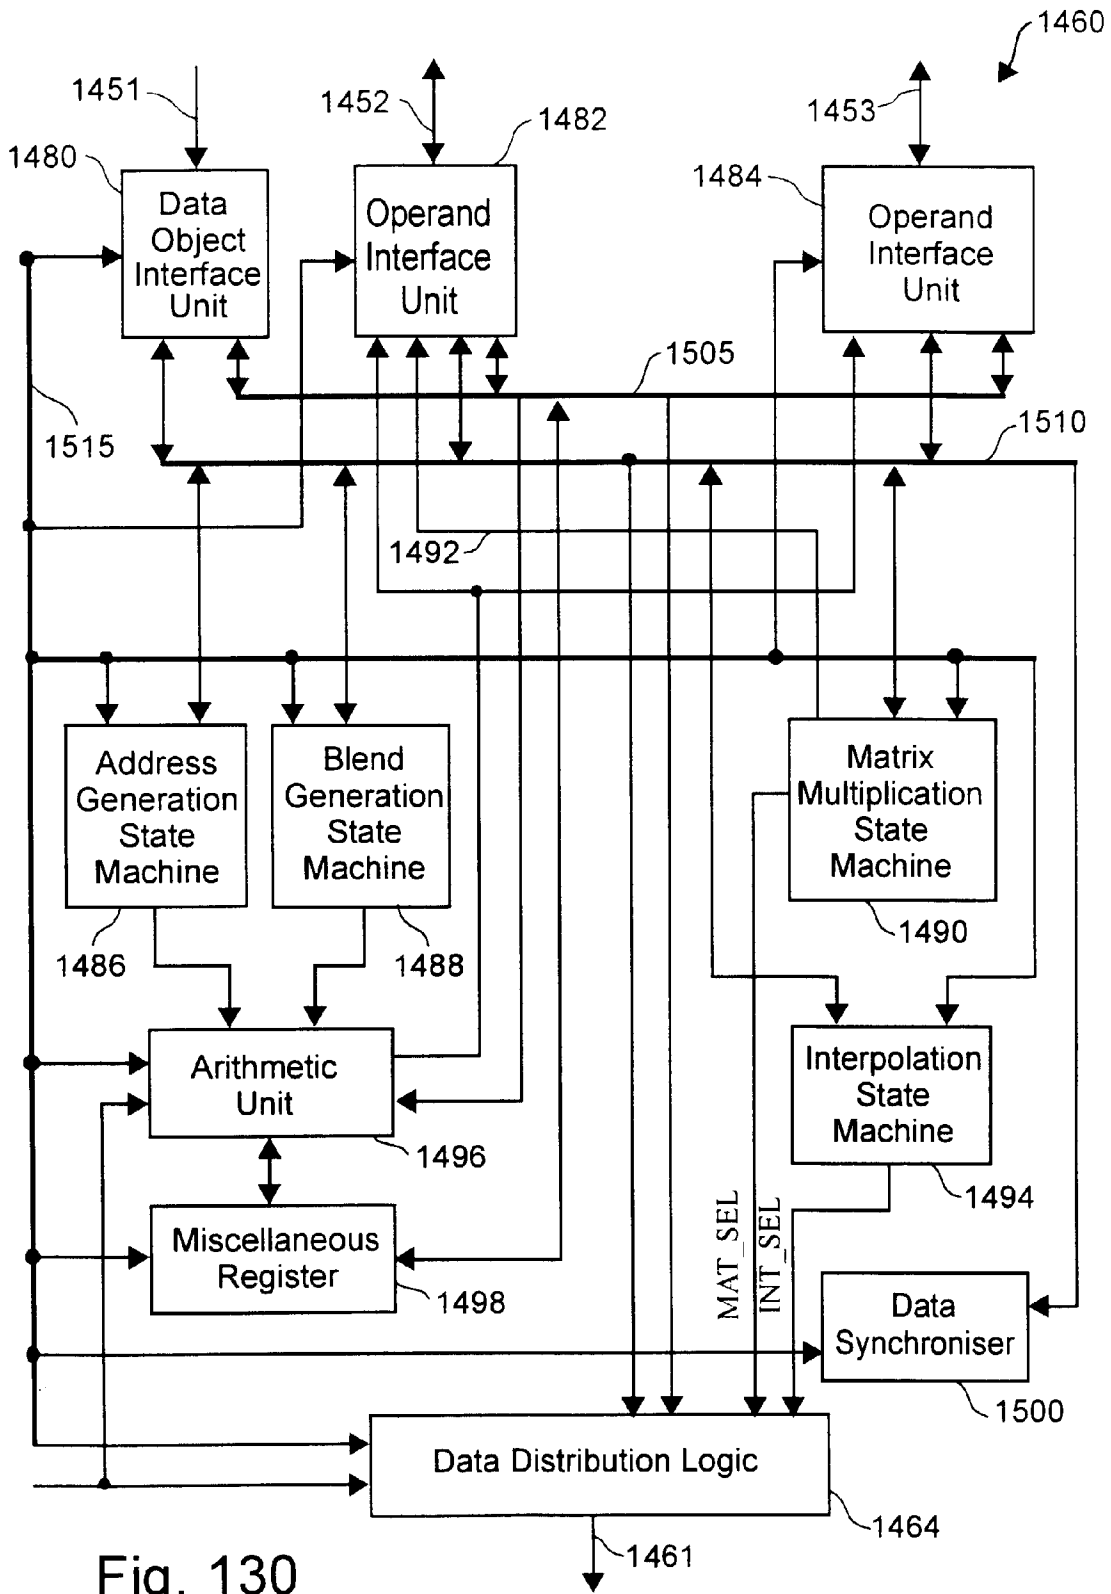 1460
1451
1452
1482
1453
1480
1484
Data
Object
Interface
Unit
Operand
Interface
Unit
Operand
Interface
Unit
1505
1515
1510
1492
Address
Generation
State
Machine
Blend
Generation
State
Machine
Matrix
Multiplication
State
Machine
1486
1488
1490
Arithmetic
Unit
Interpolation
State
Machine
1496
1494
Miscellaneous
Register
MAT_SEL
INT_SEL
1498
Data
Synchroniser
1500
Data Distribution Logic
1464
1461
Fig. 130